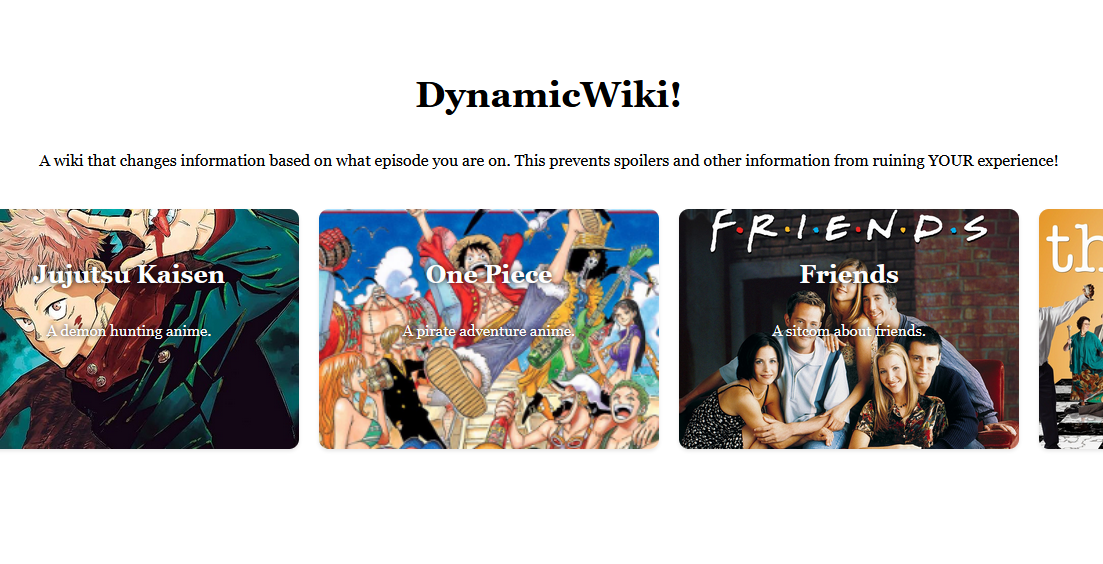 DynamicWiki!
A wiki that changes information based on what episode you are on. This prevents spoilers and other information from ruining YOUR experience!
Jujutsu Kaisen
A demon hunting anime.
One Piece
A pirate adventure anime.
F·R·I·E·N·D·S
Friends
A sitcom about friends.